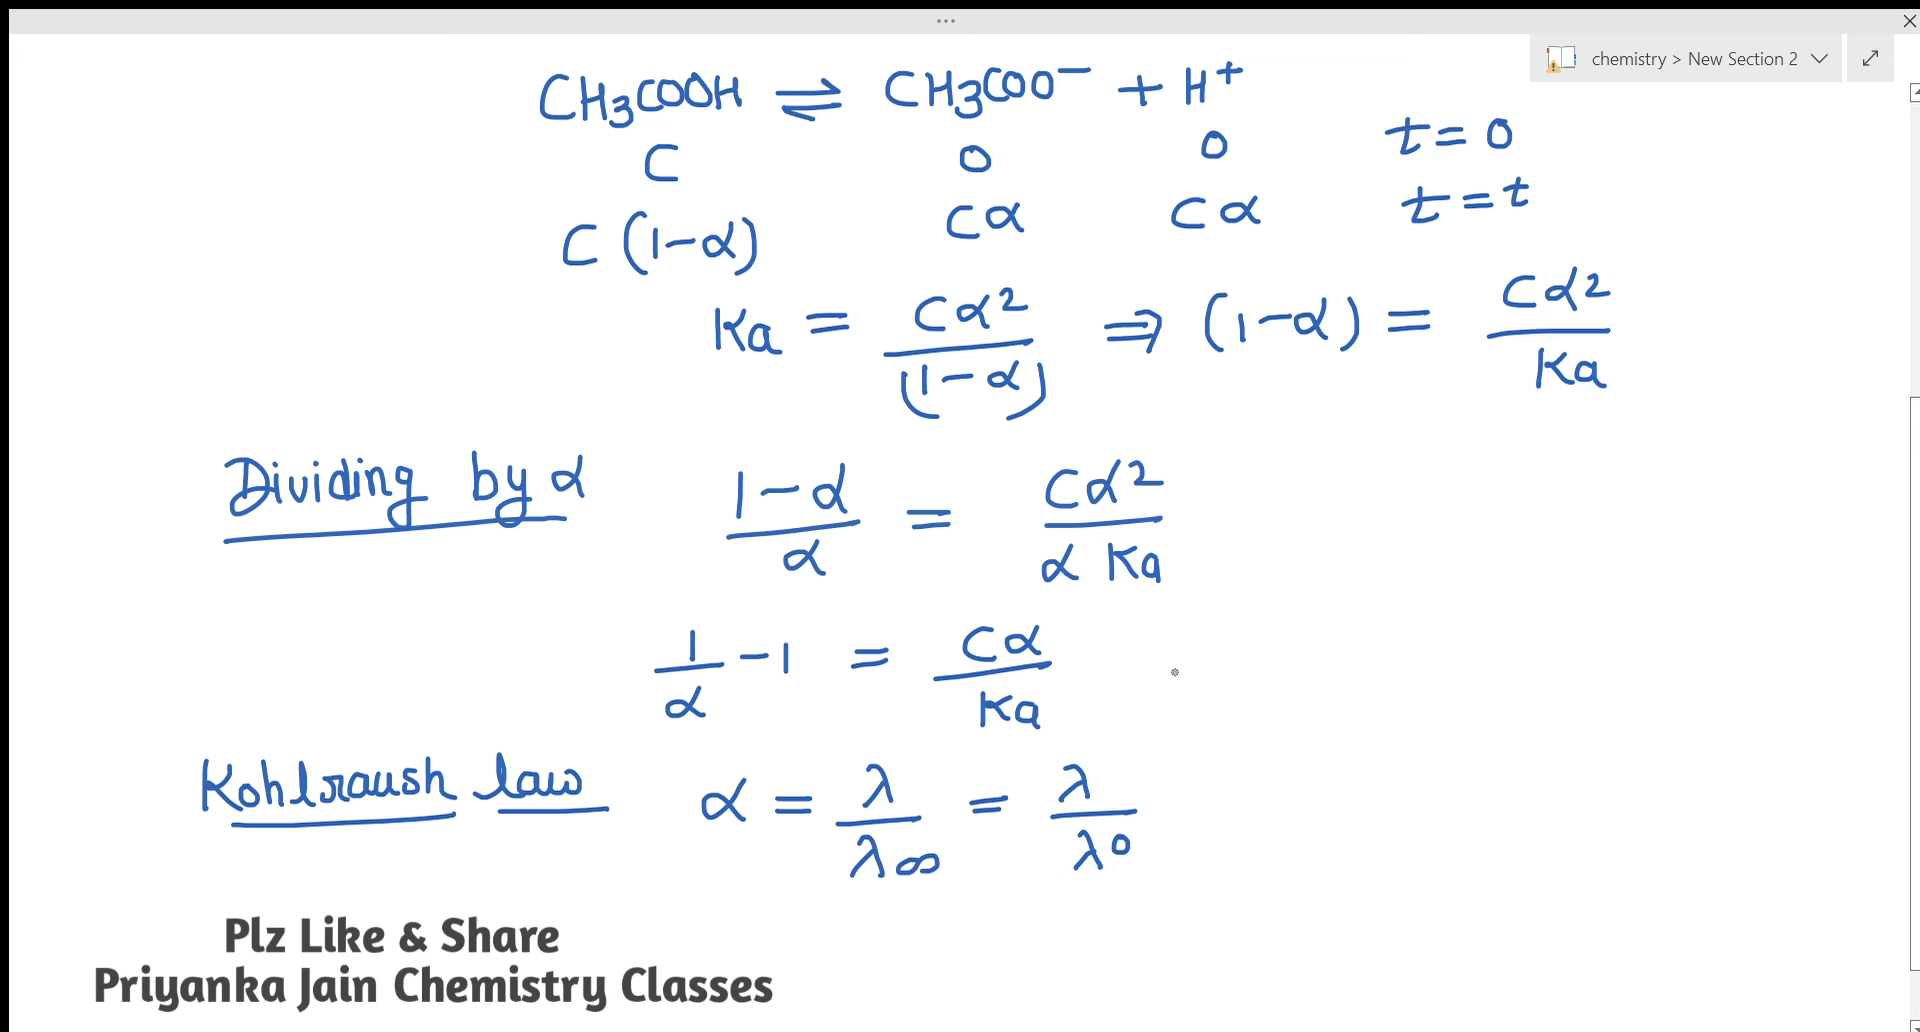 chemistry > New Section 2
CH3COOH ⇌ CH3COO⁻ + H⁺
C 0 0 t = 0
C (1-α) Cα Cα t = t
Ka = Cα²/(1-α) ⇒ (1-α) = Cα²/Ka
Dividing by α 1-α/α = Cα²/α Ka
1/α - 1 = Cα/Ka
Kohlraush law α = λ/λ∞ = λ/λ⁰
Plz Like & Share
Priyanka Jain Chemistry Classes